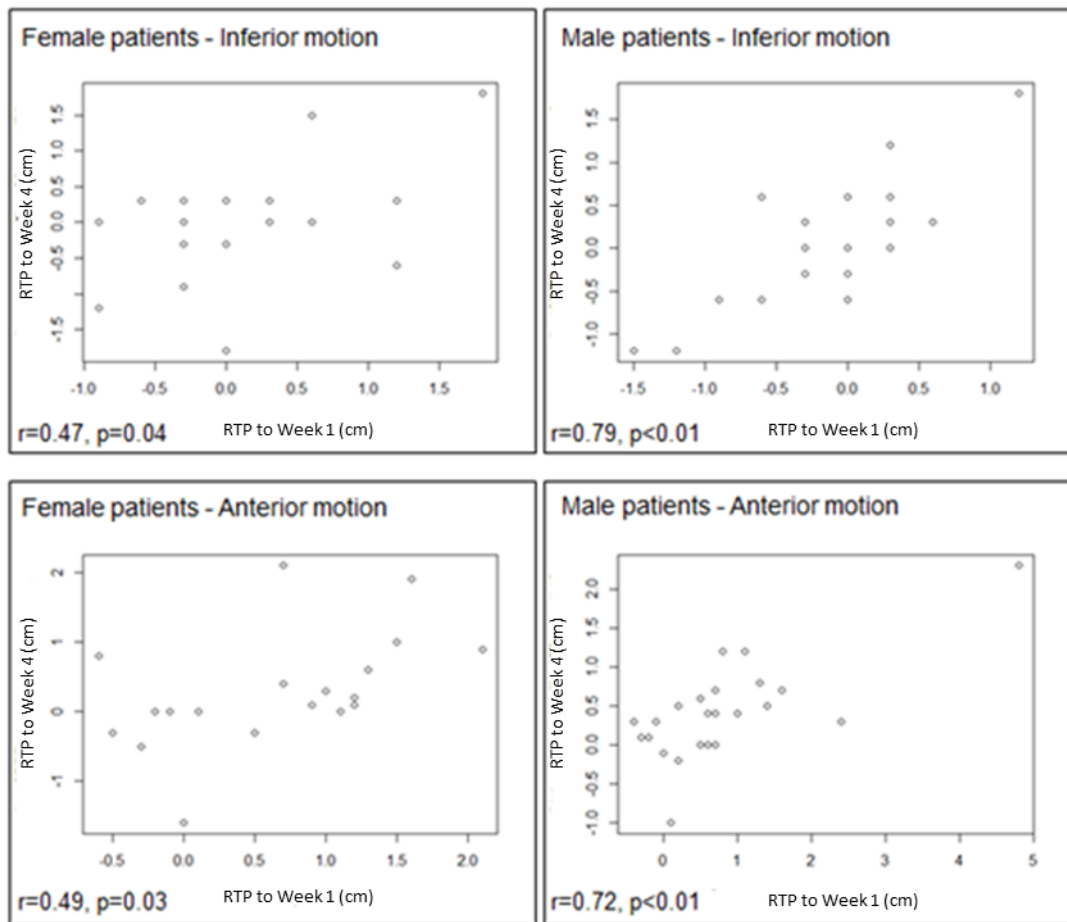 Female patients - Inferior motion
RTP to Week 4 (cm)
1.5
1.0
0.5
0.0
-0.5
-1.5
-1.0 -0.5 0.0 0.5 1.0 1.5
r=0.47, p=0.04 RTP to Week 1 (cm)
Male patients - Inferior motion
RTP to Week 4 (cm)
1.5
1.0
0.5
0.0
-0.5
-1.0
-1.5 -1.0 -0.5 0.0 0.5 1.0
r=0.79, p<0.01 RTP to Week 1 (cm)
Female patients - Anterior motion
RTP to Week 4 (cm)
2
1
0
-1
-0.5 0.0 0.5 1.0 1.5 2.0
r=0.49, p=0.03 RTP to Week 1 (cm)
Male patients - Anterior motion
RTP to Week 4 (cm)
2.0
1.5
1.0
0.5
0.0
-0.5
-1.0
0 1 2 3 4 5
r=0.72, p<0.01 RTP to Week 1 (cm)